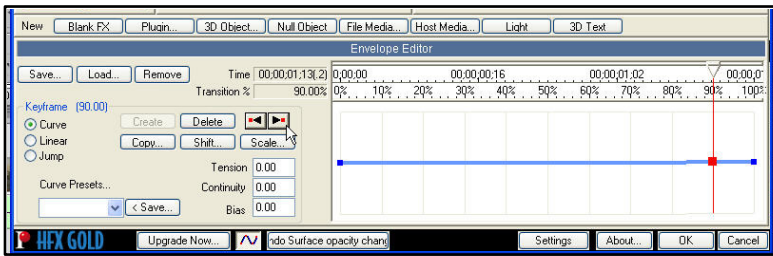 New Blank FX Plugin... 3D Object... Null Object File Media... Host Media... Light 3D Text
Envelope Editor
Save... Load... Remove Time 00;00;01;13(.2) 0;00;00 00;00;00;16 00;00;01;02 00;00;0
Transition % 90.00% 0% 10% 20% 30% 40% 50% 60% 70% 80% 90% 100%
Keyframe (90.00)
Curve Create Delete
Linear Copy... Shift... Scale...
Jump
Tension 0.00
Curve Presets... Continuity 0.00
< Save... Bias 0.00
HFX GOLD Upgrade Now... ndo Surface opacity chang Settings About... OK Cancel